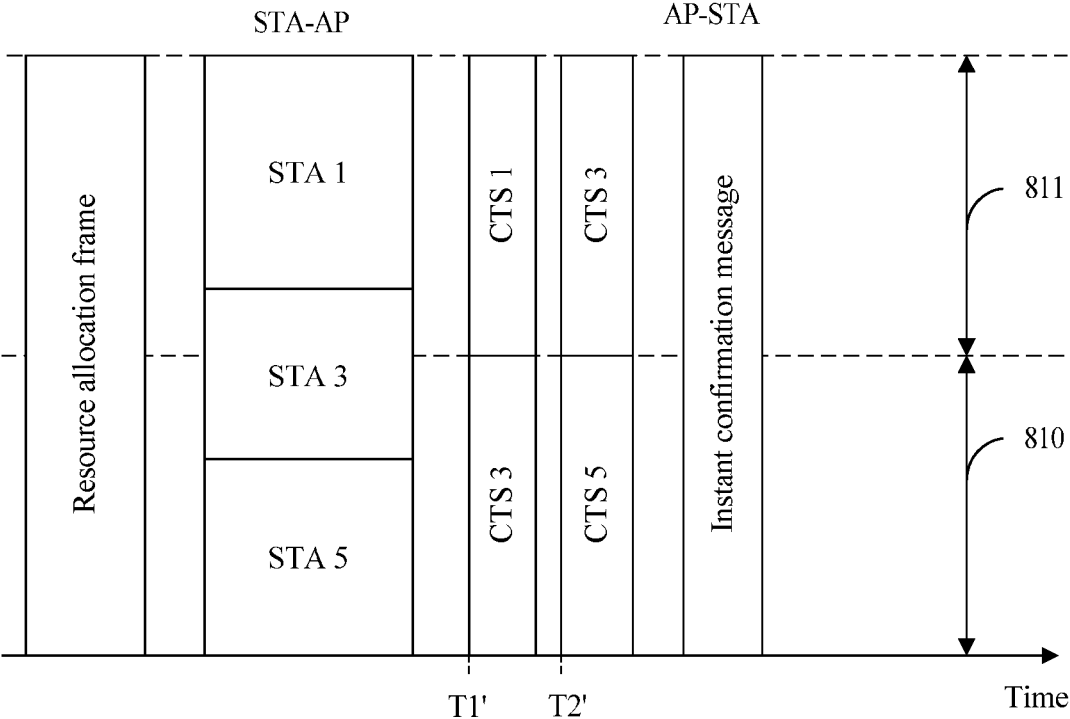 STA-AP
AP-STA
Resource allocation frame
STA 1
STA 3
STA 5
CTS 1
CTS 3
CTS 3
CTS 5
Instant confirmation message
811
810
T1'
T2'
Time